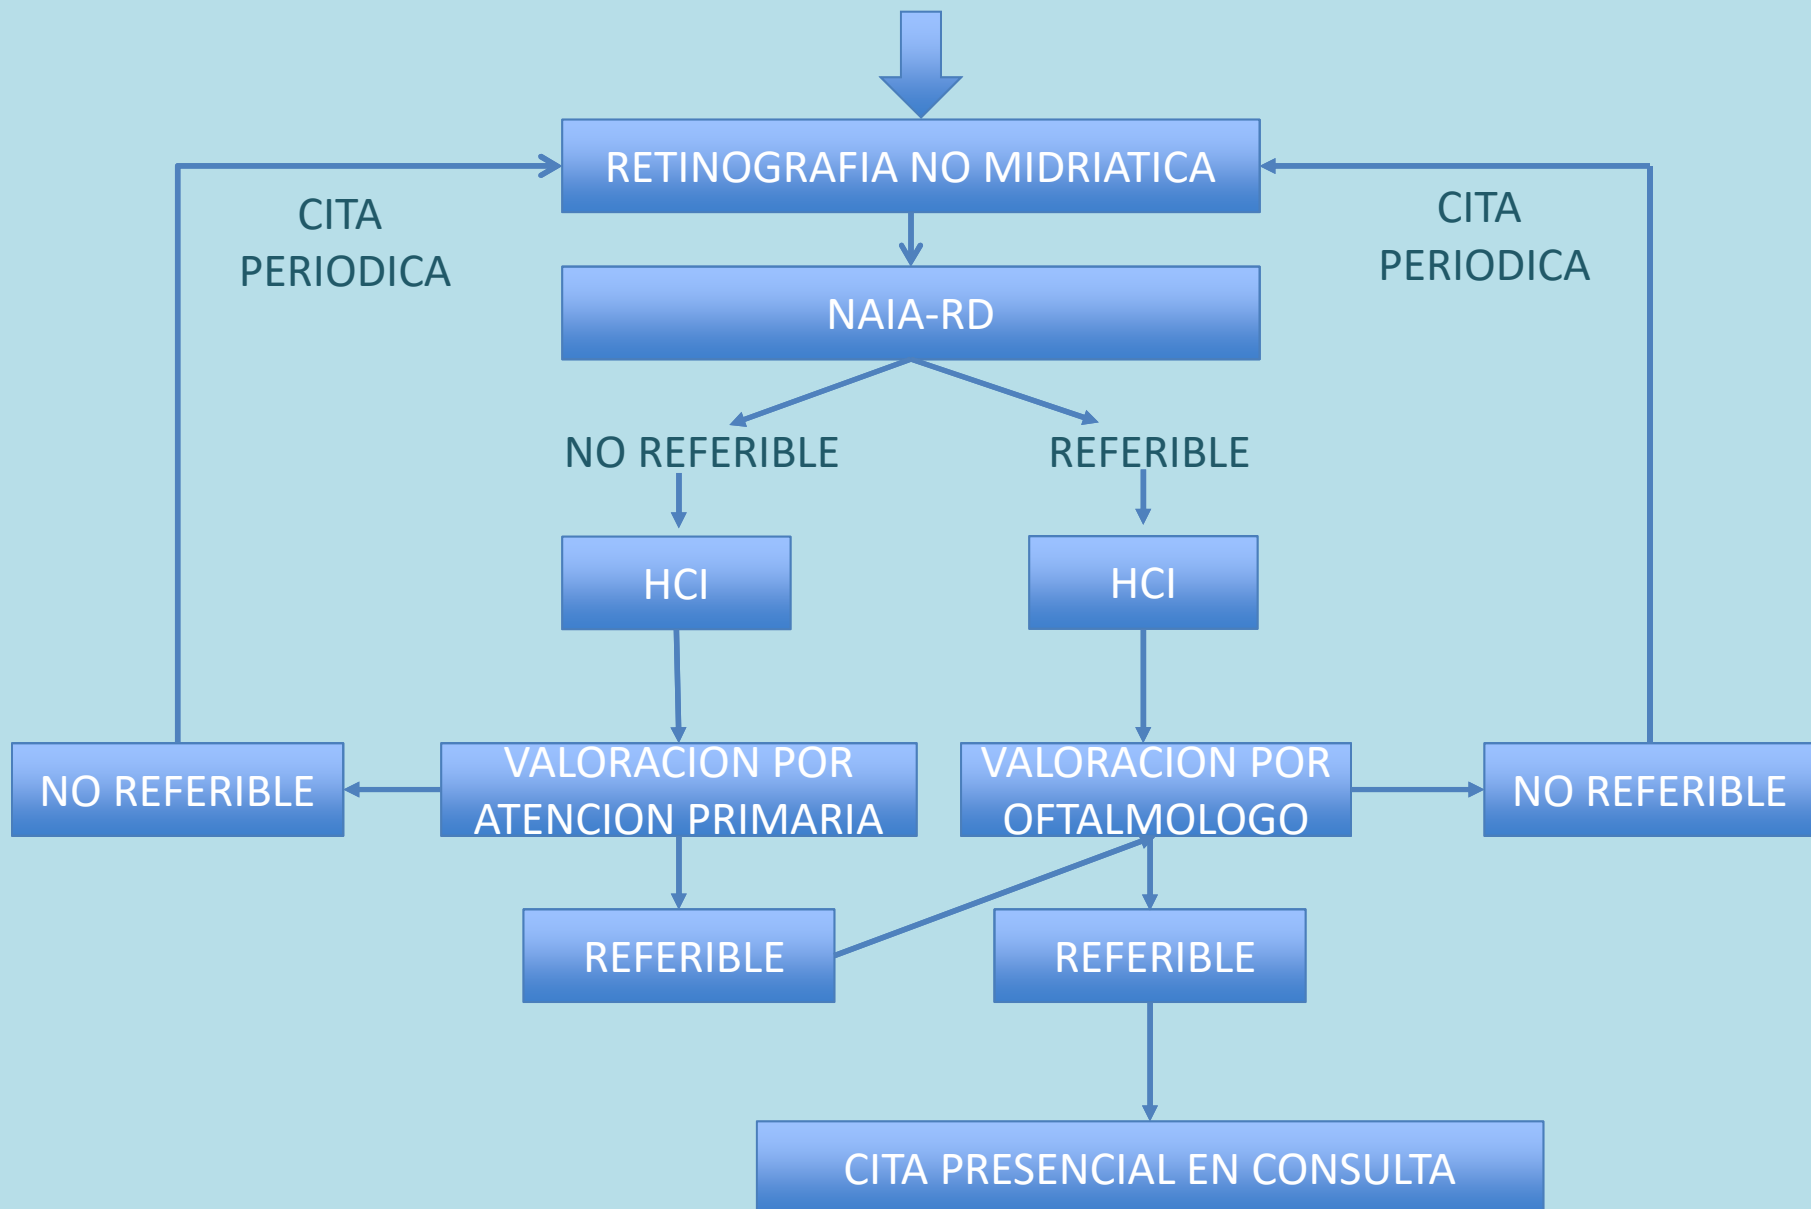 RETINOGRAFIA NO MIDRIATICA
CITA
PERIODICA
CITA
PERIODICA
NAIA-RD
NO REFERIBLE
REFERIBLE
HCI
HCI
NO REFERIBLE
VALORACION POR
ATENCION PRIMARIA
VALORACION POR
OFTALMOLOGO
NO REFERIBLE
REFERIBLE
REFERIBLE
CITA PRESENCIAL EN CONSULTA